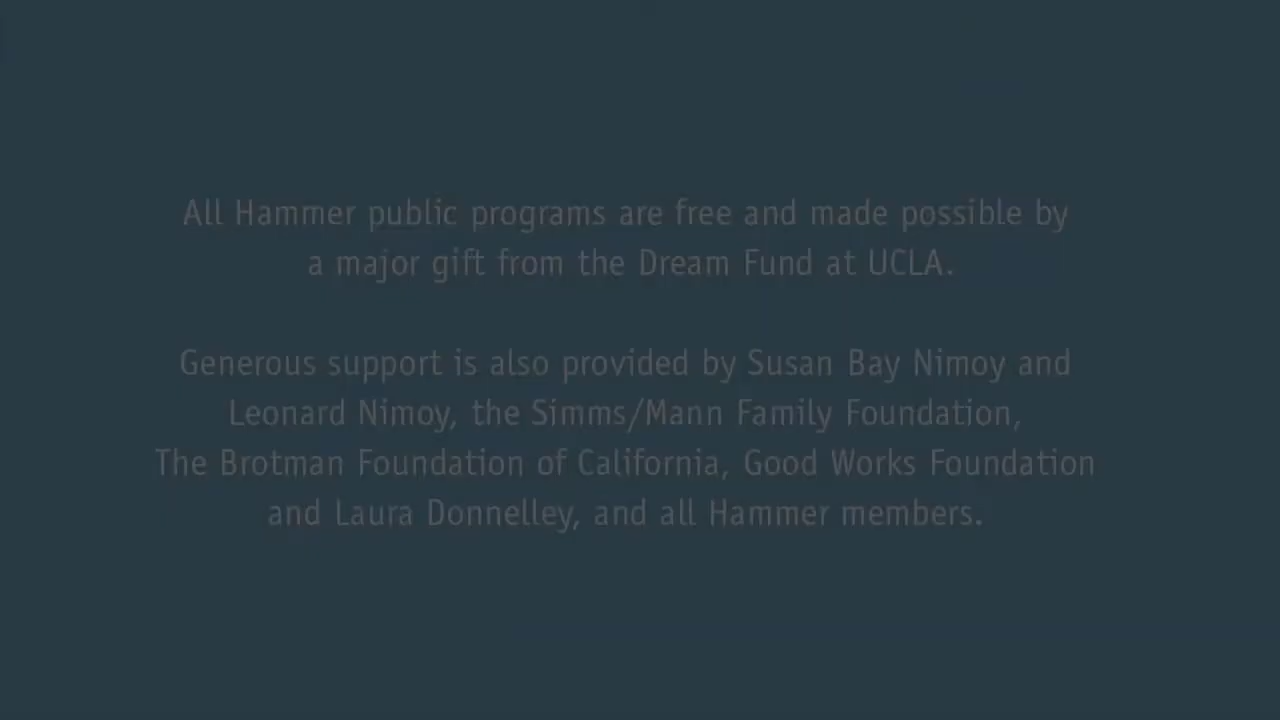 All Hammer public programs are free and made possible by
a major gift from the Dream Fund at UCLA.
Generous support is also provided by Susan Bay Nimoy and
Leonard Nimoy, the Simms/Mann Family Foundation,
The Brotman Foundation of California, Good Works Foundation
and Laura Donnelley, and all Hammer members.